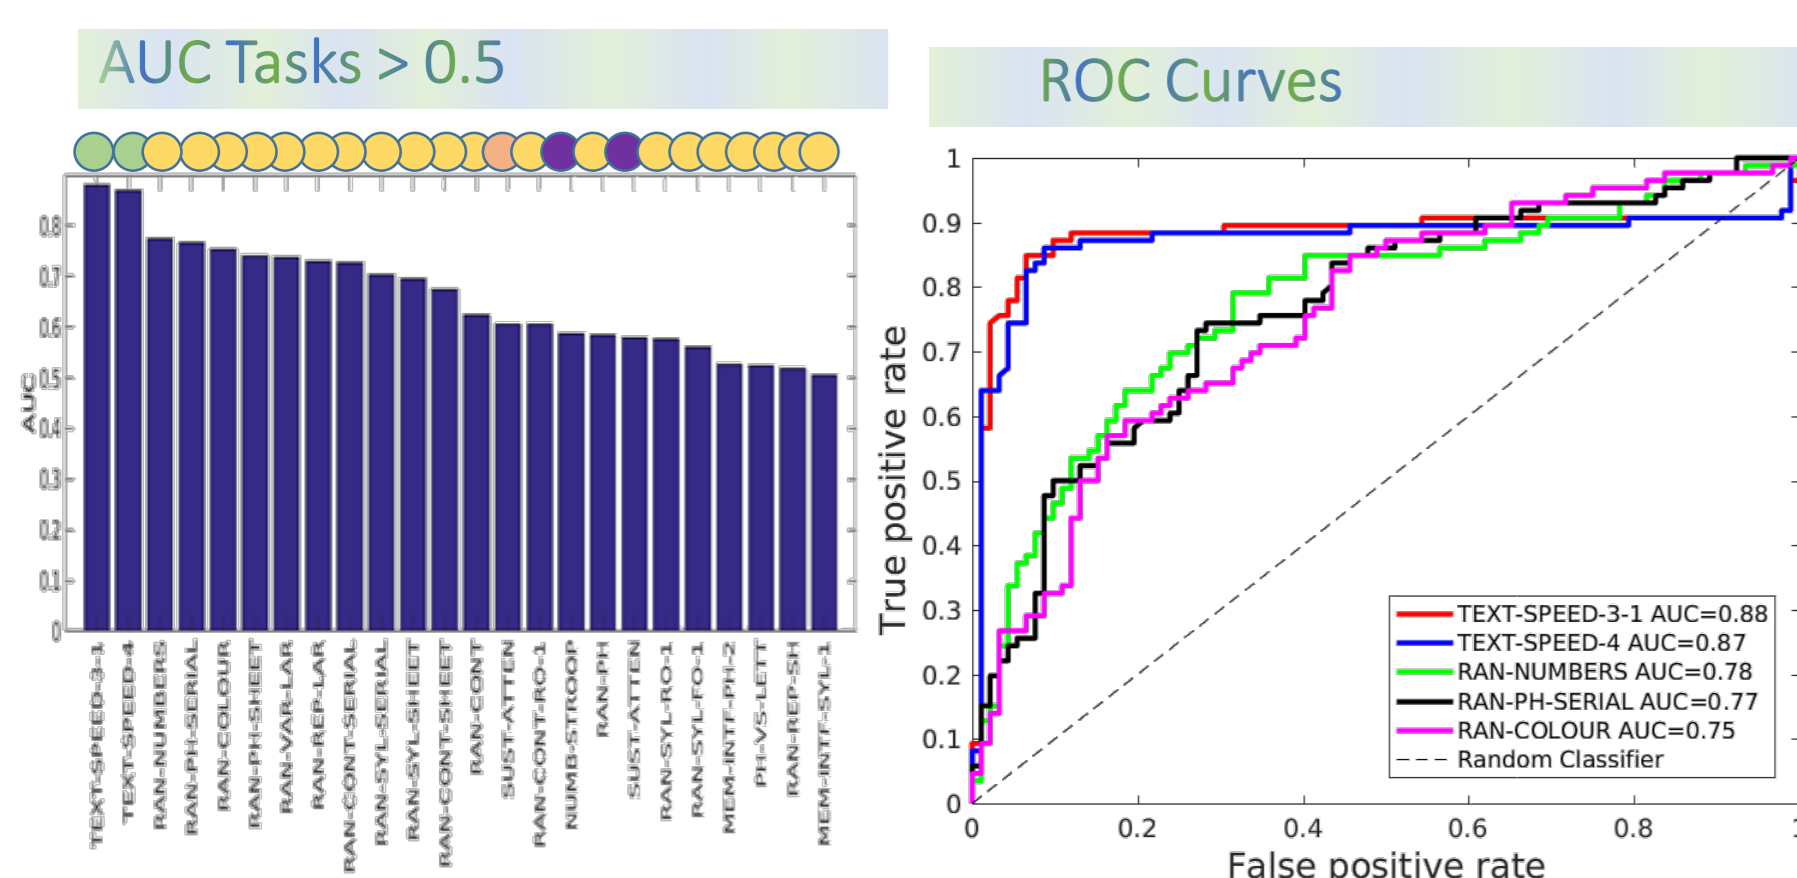 AUC Tasks > 0.5
ROC Curves
AUC
0.8
0.7
0.6
0.5
0.4
0.3
0.2
0.1
0
TEXT-SPEED-3-1
TEXT-SPEED-4
RAN-NUMBERS
RAN-PH-SERIAL
RAN-COLOUR
RAN-PH-SHEET
RAN-VAR-LAR
RAN-REP-LAR
RAN-CONT-SERIAL
RAN-SYL-SERIAL
RAN-SYL-SHEET
RAN-CONT-SHEET
RAN-CONT
SUST-ATTEN
RAN-CONT-RO-1
NUMB-STROOP
RAN-PH
SUST-ATTEN
RAN-SYL-RO-1
RAN-SYL-FO-1
MEM-INTF-PH-2
PH-VS-LETT
RAN-REP-SH
MEM-INTF-SYL-1
True positive rate
1
0.9
0.8
0.7
0.6
0.5
0.4
0.3
0.2
0.1
0
TEXT-SPEED-3-1 AUC=0.88
TEXT-SPEED-4 AUC=0.87
RAN-NUMBERS AUC=0.78
RAN-PH-SERIAL AUC=0.77
RAN-COLOUR AUC=0.75
Random Classifier
0 0.2 0.4 0.6 0.8 1
False positive rate